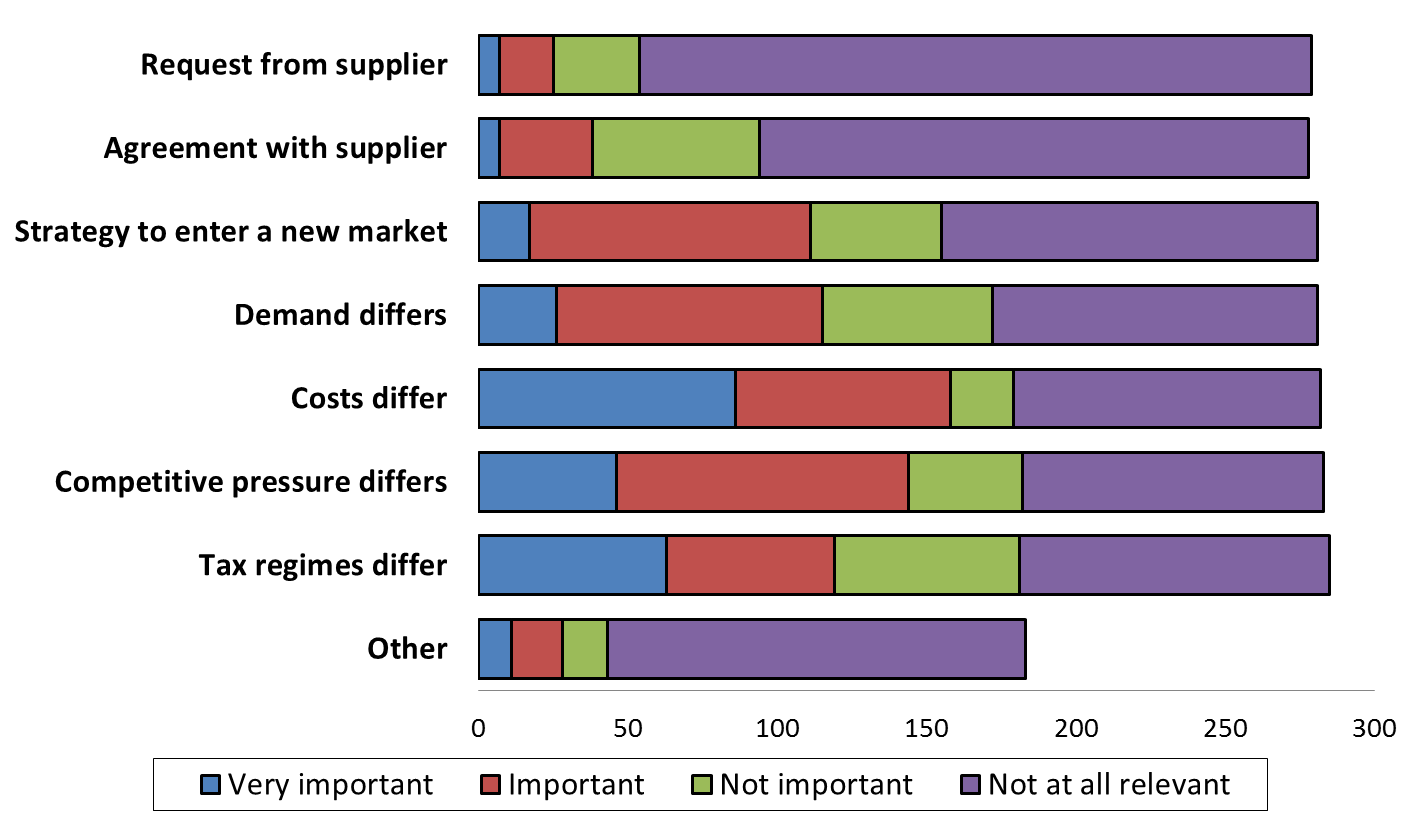 Request from supplier
Agreement with supplier
Strategy to enter a new market
Demand differs
Costs differ
Competitive pressure differs
Tax regimes differ
Other
0 50 100 150 200 250 300
Very important Important Not important Not at all relevant